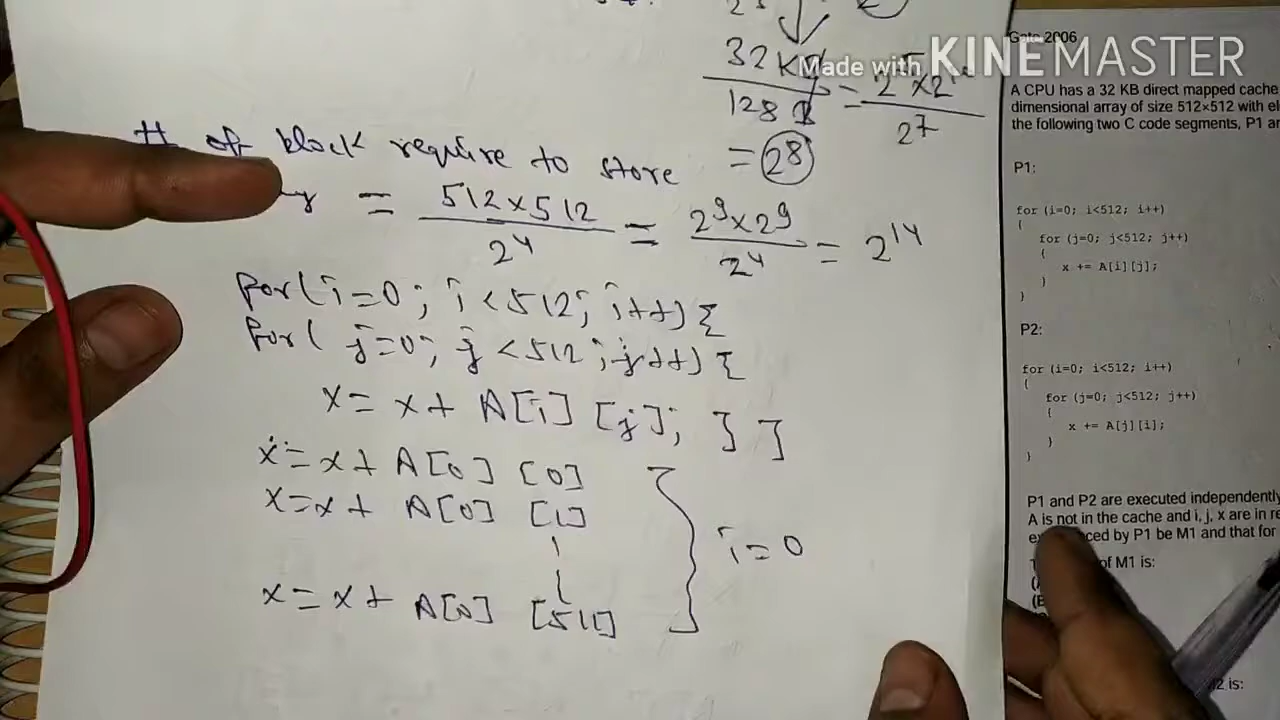 Made with KINEMASTER
32 KB
128 B
= 2^5 x 2^10
2^7
= 2^8
# of block require to store
= 512 x 512 / 2^4 = 2^9 x 2^9 / 2^4 = 2^14
for(i=0; i<512; i++) {
for( j=0; j<512; j++) {
x = x + A[i] [j]; } }
x = x + A[0] [0]
x = x + A[0] [1]
x = x + A[0] [511]
i = 0
Gate 2006
A CPU has a 32 KB direct mapped cache
dimensional array of size 512×512 with el
the following two C code segments, P1 an
P1:
for (i=0; i<512; i++)
{
for (j=0; j<512; j++)
{
x += A[i][j];
}
}
P2:
for (i=0; i<512; i++)
{
for (j=0; j<512; j++)
{
x += A[j][i];
}
}
P1 and P2 are executed independently
A is not in the cache and i, j, x are in re
ced by P1 be M1 and that for
of M1 is:
2 is: